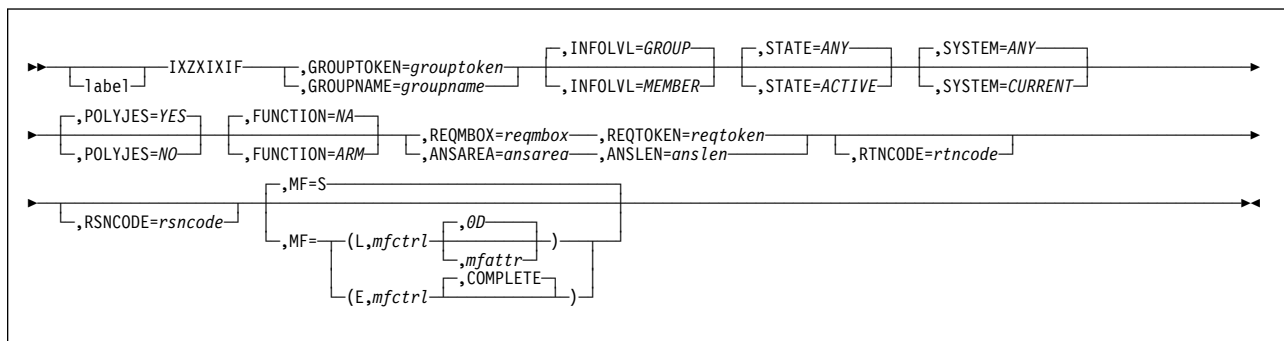 ,INFOLVL=GROUP ,STATE=ANY ,SYSTEM=ANY
label IXZXIXIF ,GROUPTOKEN=grouptoken ,INFOLVL=MEMBER ,STATE=ACTIVE ,SYSTEM=CURRENT
,GROUPNAME=groupname
,POLYJES=YES ,FUNCTION=NA
,POLYJES=NO ,FUNCTION=ARM ,REQMBOX=reqmbox ,REQTOKEN=reqtoken ,RTNCODE=rtncode
,ANSAREA=ansarea ,ANSLEN=anslen
,MF=S
,RSNCODE=rsncode
,0D
,MF= (L,mfctrl )
,mfattr
,COMPLETE
(E,mfctrl )